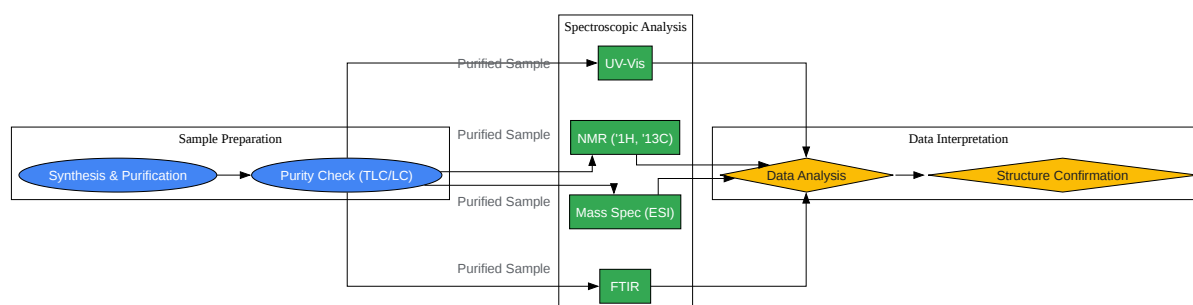 Spectroscopic Analysis
Purified Sample
UV-Vis
Sample Preparation
Purified Sample
NMR ('1H, '13C)
Data Interpretation
Synthesis & Purification
Purity Check (TLC/LC)
Data Analysis
Structure Confirmation
Purified Sample
Mass Spec (ESI)
Purified Sample
FTIR